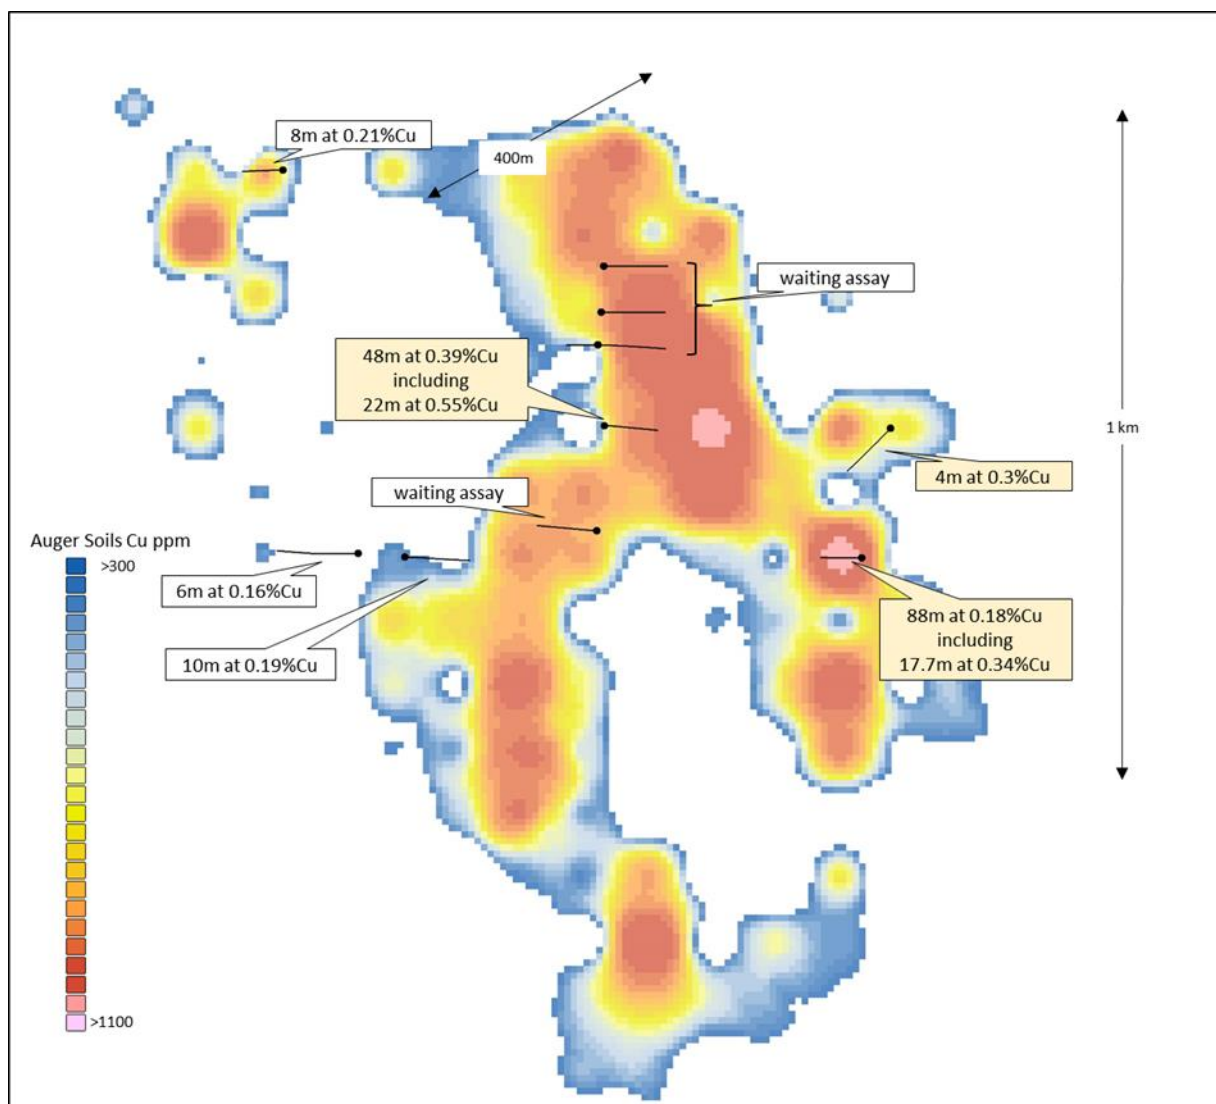 8m at 0.21%Cu
400m
waiting assay
48m at 0.39%Cu
including
22m at 0.55%Cu
1 km
4m at 0.3%Cu
waiting assay
Auger Soils Cu ppm
>300
6m at 0.16%Cu
88m at 0.18%Cu
including
17.7m at 0.34%Cu
10m at 0.19%Cu
>1100